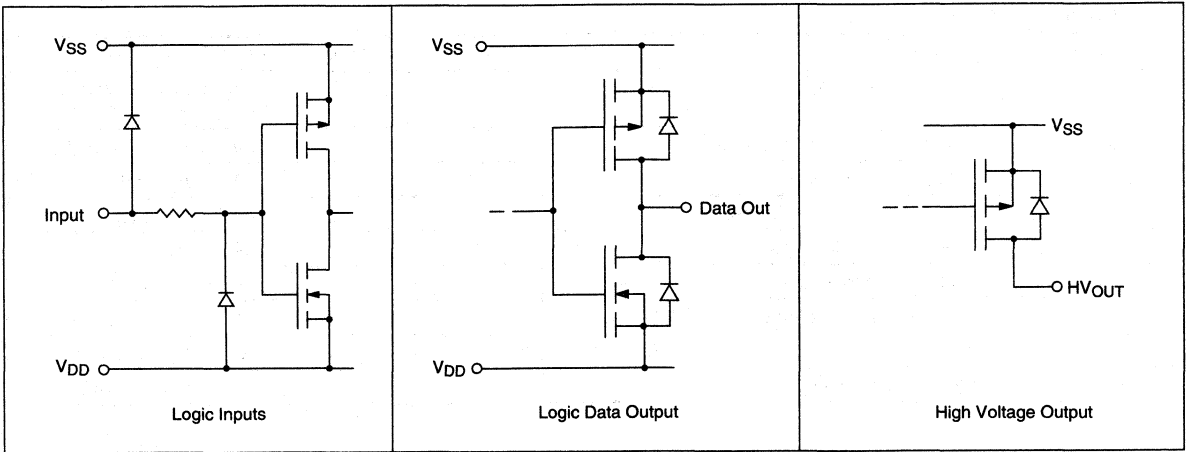 VSS
Input
VDD
Logic Inputs
VSS
Data Out
VDD
Logic Data Output
VSS
HVOUT
High Voltage Output